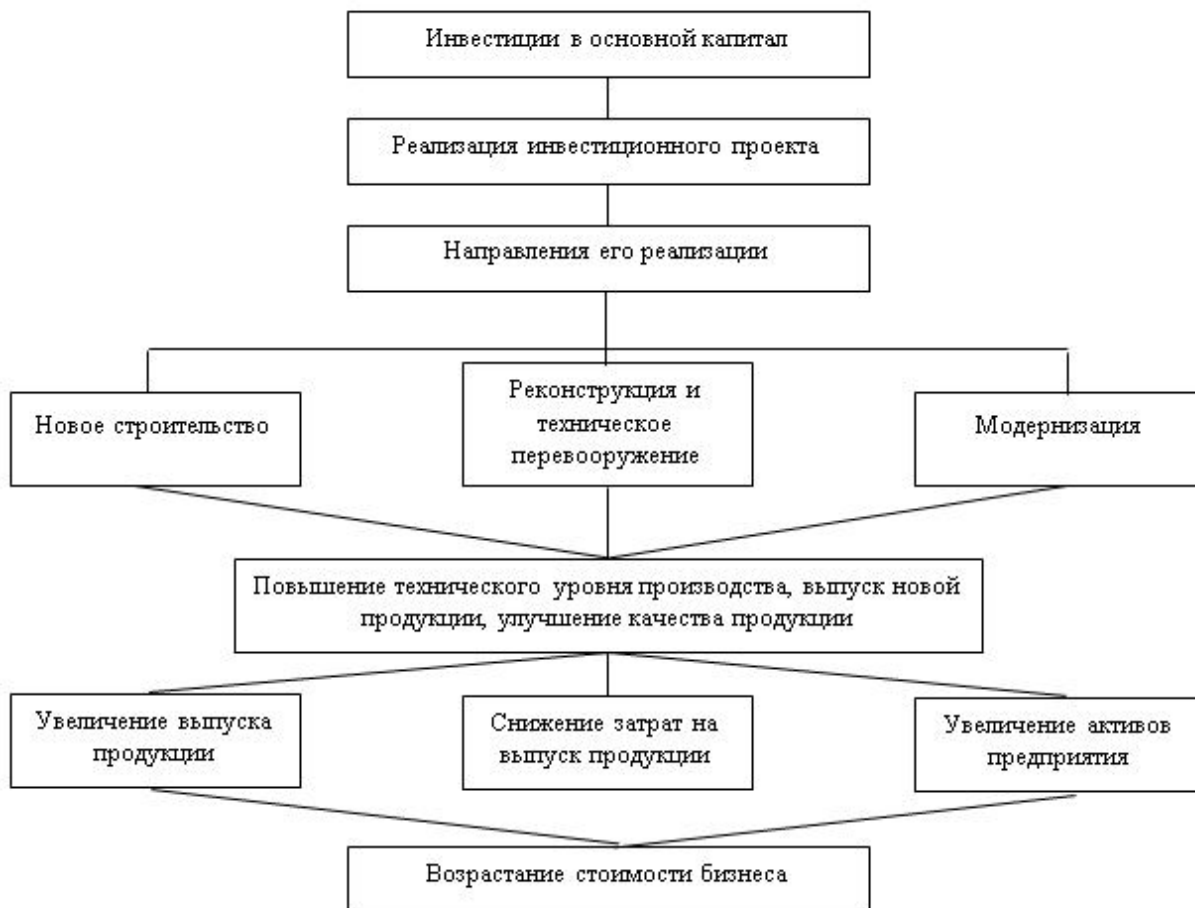 Инвестиции в основной капитал
Реализация инвестиционного проекта
Направления его реализации
Новое строительство
Реконструкция и
техническое
перевооружение
Модернизация
Повышение технического уровня производства, выпуск новой
продукции, улучшение качества продукции
Увеличение выпуска
продукции
Снижение затрат на
выпуск продукции
Увеличение активов
предприятия
Возрастание стоимости бизнеса